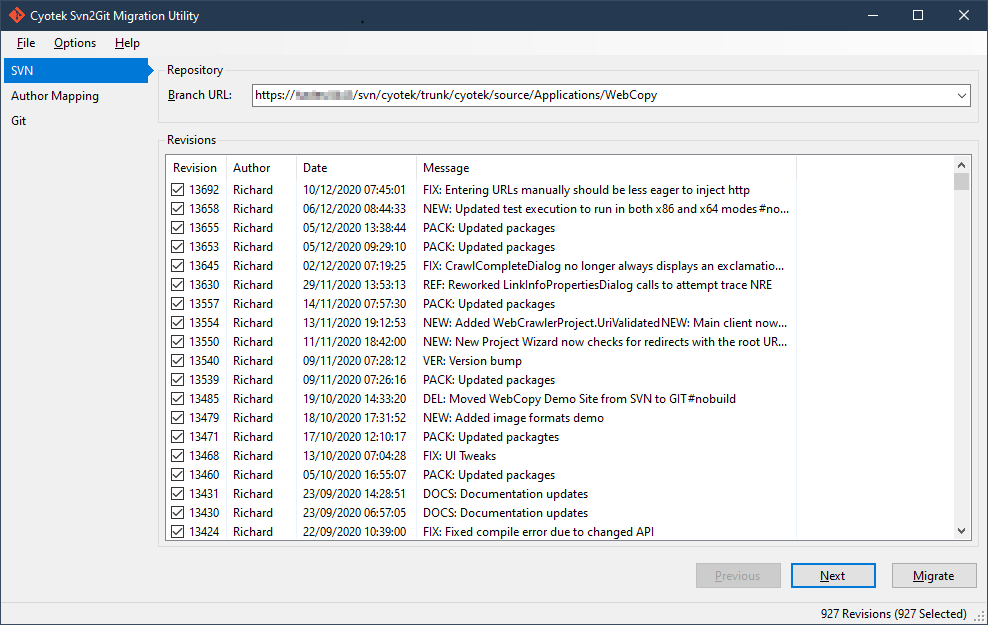 Cyotek Svn2Git Migration Utility
File Options Help
SVN
Author Mapping
Git
Repository
Branch URL: https:// /svn/cyotek/trunk/cyotek/source/Applications/WebCopy
Revisions
Revision Author Date Message
13692 Richard 10/12/2020 07:45:01 FIX: Entering URLs manually should be less eager to inject http
13658 Richard 06/12/2020 08:44:33 NEW: Updated test execution to run in both x86 and x64 modes#no...
13655 Richard 05/12/2020 13:38:44 PACK: Updated packages
13653 Richard 05/12/2020 09:29:10 PACK: Updated packages
13645 Richard 02/12/2020 07:19:25 FIX: CrawlCompleteDialog no longer always displays an exclamatio...
13630 Richard 29/11/2020 13:53:13 REF: Reworked LinkInfoPropertiesDialog calls to attempt trace NRE
13557 Richard 14/11/2020 07:57:30 PACK: Updated packages
13554 Richard 13/11/2020 19:12:53 NEW: Added WebCrawlerProject.UriValidatedNEW: Main client now...
13550 Richard 11/11/2020 18:42:00 NEW: New Project Wizard now checks for redirects with the root UR...
13540 Richard 09/11/2020 07:28:12 VER: Version bump
13539 Richard 09/11/2020 07:26:16 PACK: Updated packages
13485 Richard 19/10/2020 14:33:20 DEL: Moved WebCopy Demo Site from SVN to GIT#nobuild
13479 Richard 18/10/2020 17:31:52 NEW: Added image formats demo
13471 Richard 17/10/2020 12:10:17 PACK: Updated packagtes
13468 Richard 13/10/2020 07:04:28 FIX: UI Tweaks
13460 Richard 05/10/2020 16:55:07 PACK: Updated packages
13431 Richard 23/09/2020 14:28:51 DOCS: Documentation updates
13430 Richard 23/09/2020 06:57:05 DOCS: Documentation updates
13424 Richard 22/09/2020 10:39:00 FIX: Fixed compile error due to changed API
Previous Next Migrate
927 Revisions (927 Selected)